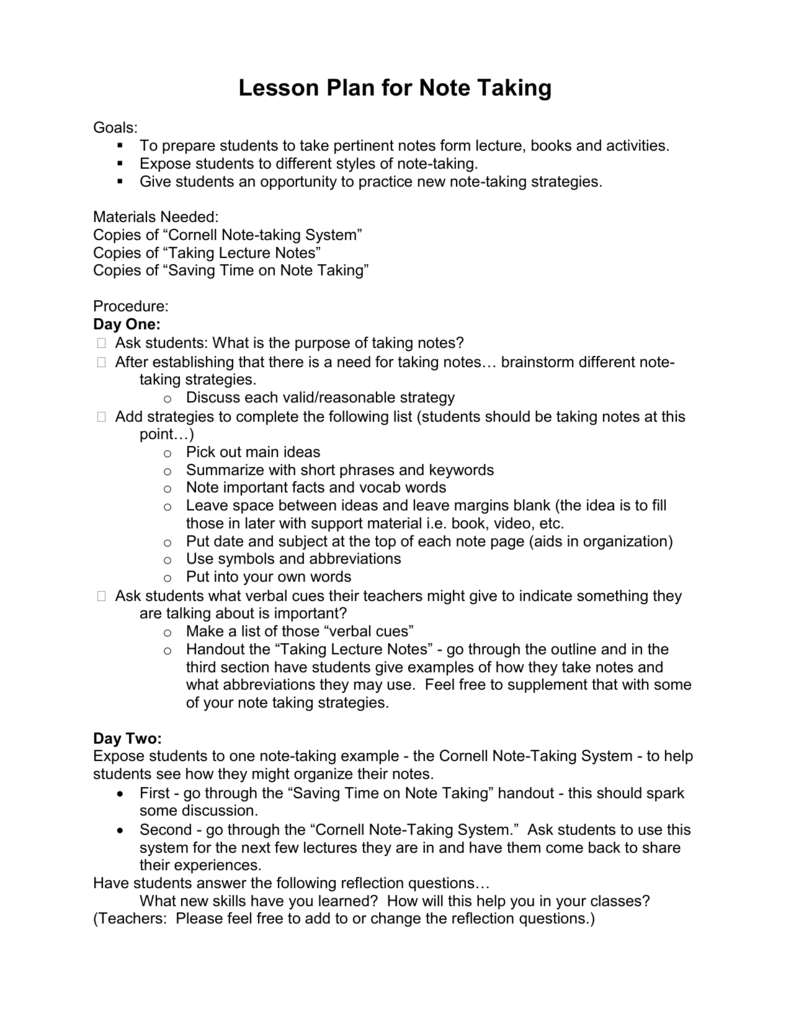 Lesson Plan for Note Taking
Goals:
▪ To prepare students to take pertinent notes form lecture, books and activities.
▪ Expose students to different styles of note-taking.
▪ Give students an opportunity to practice new note-taking strategies.
Materials Needed:
Copies of “Cornell Note-taking System”
Copies of “Taking Lecture Notes”
Copies of “Saving Time on Note Taking”
Procedure:
Day One:
□ Ask students: What is the purpose of taking notes?
□ After establishing that there is a need for taking notes… brainstorm different note-
taking strategies.
o Discuss each valid/reasonable strategy
□ Add strategies to complete the following list (students should be taking notes at this
point…)
o Pick out main ideas
o Summarize with short phrases and keywords
o Note important facts and vocab words
o Leave space between ideas and leave margins blank (the idea is to fill
those in later with support material i.e. book, video, etc.
o Put date and subject at the top of each note page (aids in organization)
o Use symbols and abbreviations
o Put into your own words
□ Ask students what verbal cues their teachers might give to indicate something they
are talking about is important?
o Make a list of those “verbal cues”
o Handout the “Taking Lecture Notes” - go through the outline and in the
third section have students give examples of how they take notes and
what abbreviations they may use.  Feel free to supplement that with some
of your note taking strategies.
Day Two:
Expose students to one note-taking example - the Cornell Note-Taking System - to help
students see how they might organize their notes.
• First - go through the “Saving Time on Note Taking” handout - this should spark
some discussion.
• Second - go through the “Cornell Note-Taking System.”  Ask students to use this
system for the next few lectures they are in and have them come back to share
their experiences.
Have students answer the following reflection questions…
What new skills have you learned?  How will this help you in your classes?
(Teachers:  Please feel free to add to or change the reflection questions.)